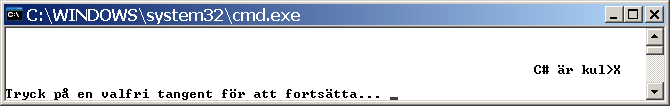 C:\WINDOWS\system32\cmd.exe
C# är kul>X
Tryck på en valfri tangent för att fortsätta... _